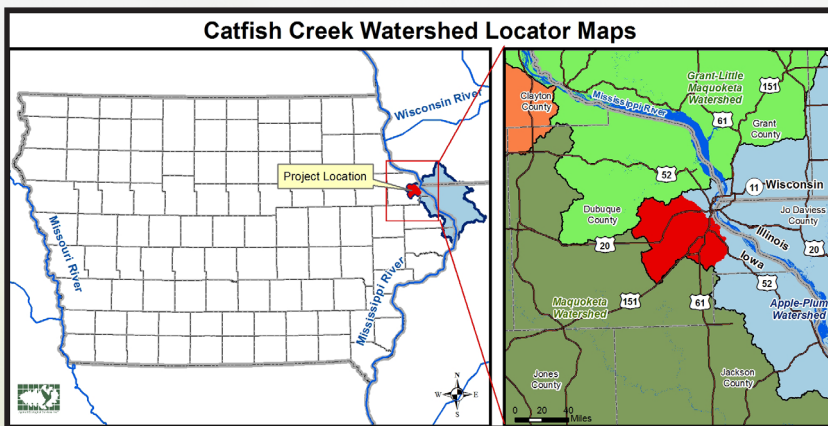 Catfish Creek Watershed Locator Maps
Wisconsin River
Project Location
Missouri River
Mississippi River
N
W
E
S
Grant-Little
Maquoketa
Watershed
151
Clayton
County
Mississippi River
61
Grant
County
52
11
Wisconsin
Dubuque
County
Jo Daviess
County
20
Illinois
20
Iowa
52
Maquoketa
Watershed
151
61
Apple-Plum
Watershed
Jones
County
Jackson
County
0 20 40
Miles